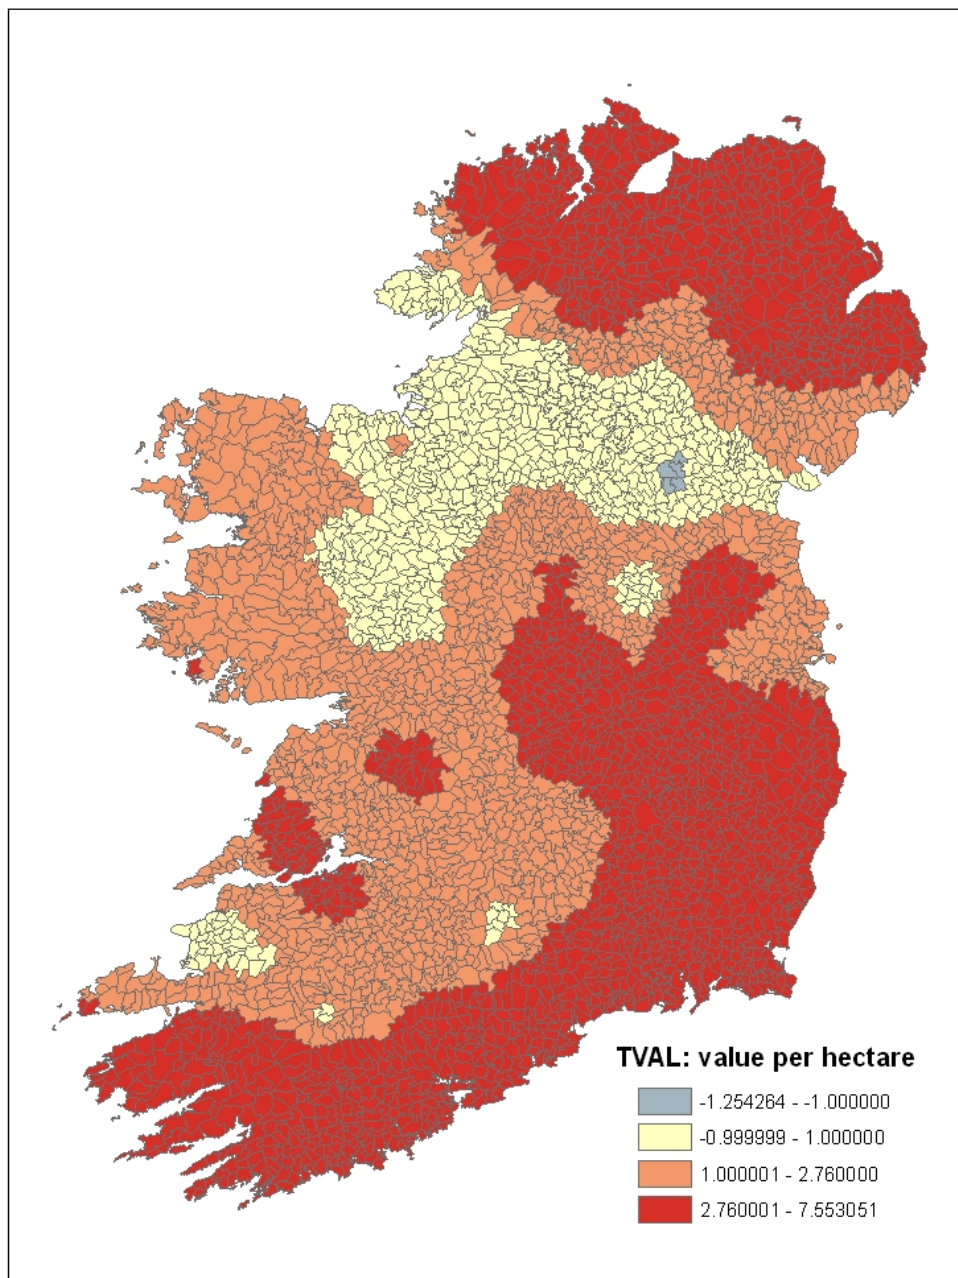 TVAL: value per hectare
-1.254264 - -1.000000
-0.999999 - 1.000000
1.000001 - 2.760000
2.760001 - 7.553051